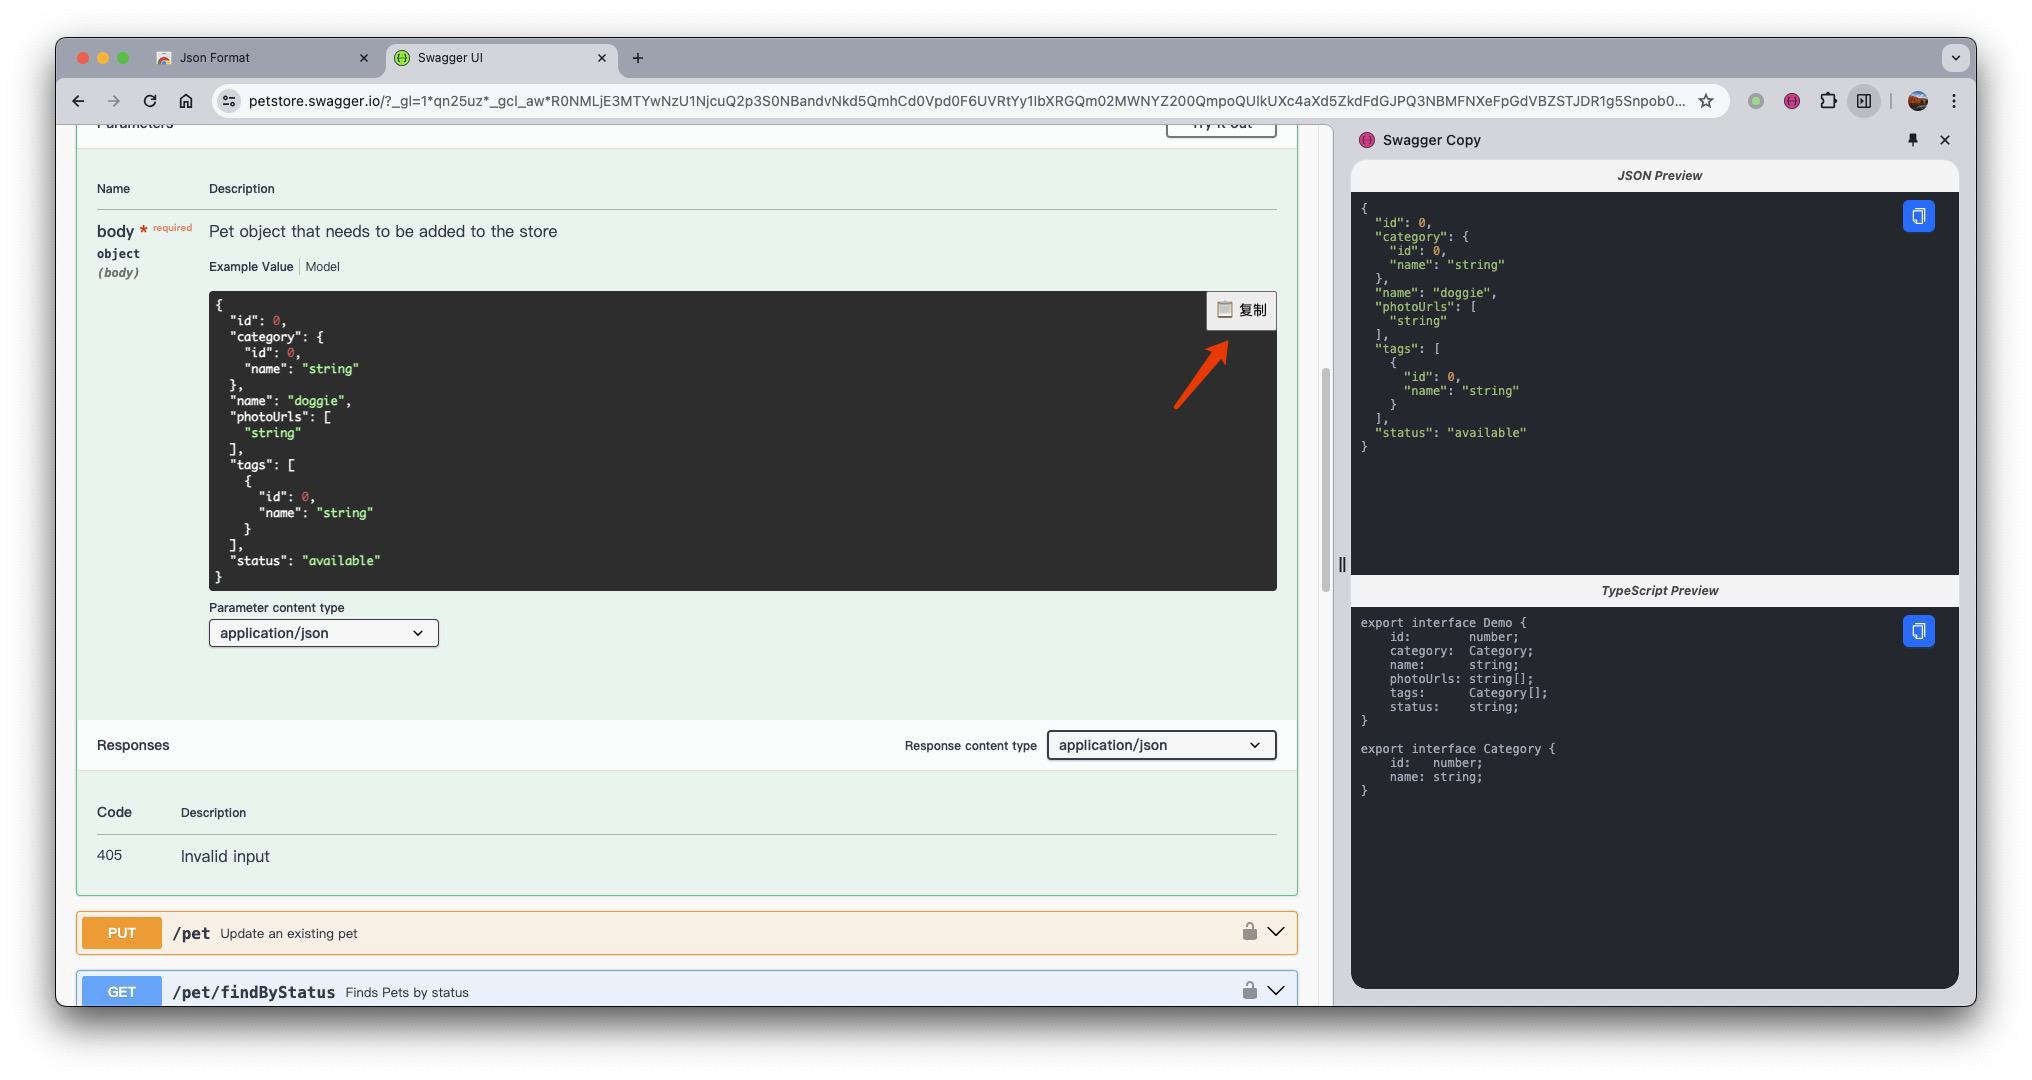 Json Format
Swagger UI
petstore.swagger.io/?_gl=1*qn25uz*_gcl_aw*R0NMLjE3MTYwNzU1NjcuQ2p3S0NBandvNkd5QmhCd0Vpd0F6UVRtYy1IbXRGQm02MWNYZ200QmpoQUlkUXc4aXd5ZkdFdGJPQ3NBMFNXeFpGdVBZSTJDR1g5Snpob0...
Parameters
Try it out
Name
Description
body * required
object
(body)
Pet object that needs to be added to the store
Example Value
Model
复制
{
  "id": 0,
  "category": {
    "id": 0,
    "name": "string"
  },
  "name": "doggie",
  "photoUrls": [
    "string"
  ],
  "tags": [
    {
      "id": 0,
      "name": "string"
    }
  ],
  "status": "available"
}
Parameter content type
application/json
Responses
Response content type
application/json
Code
Description
405
Invalid input
PUT /pet Update an existing pet
GET /pet/findByStatus Finds Pets by status
Swagger Copy
JSON Preview
{
  "id": 0,
  "category": {
    "id": 0,
    "name": "string"
  },
  "name": "doggie",
  "photoUrls": [
    "string"
  ],
  "tags": [
    {
      "id": 0,
      "name": "string"
    }
  ],
  "status": "available"
}
TypeScript Preview
export interface Demo {
    id:        number;
    category:  Category;
    name:      string;
    photoUrls: string[];
    tags:      Category[];
    status:    string;
}
export interface Category {
    id:   number;
    name: string;
}